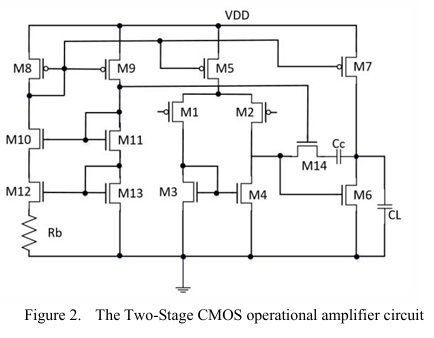 VDD
M8 M9 M5 M7
M1 M2
M10 M11 Cc
M14
M12 M13 M3 M4 M6
CL
Rb
Figure 2. The Two-Stage CMOS operational amplifier circuit